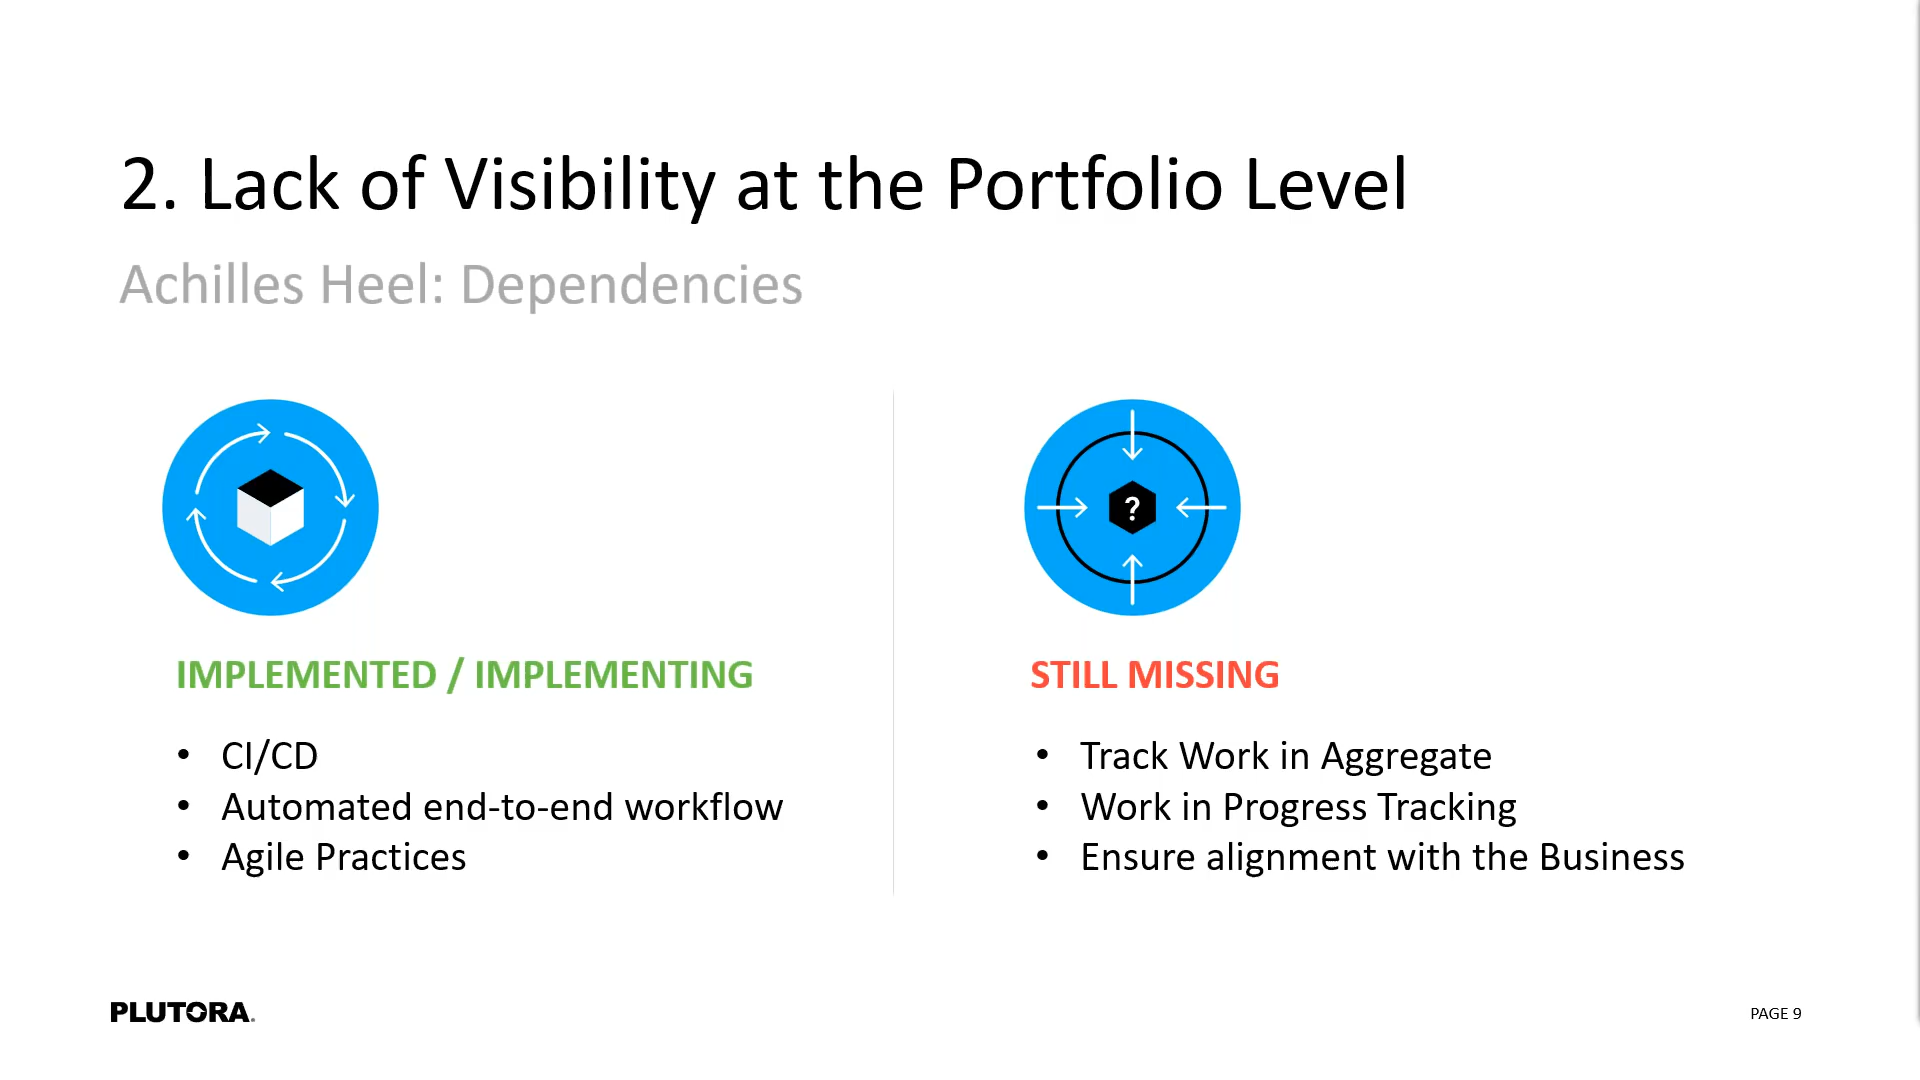 2. Lack of Visibility at the Portfolio Level
Achilles Heel: Dependencies
?
IMPLEMENTED / IMPLEMENTING
• CI/CD
• Automated end-to-end workflow
• Agile Practices
STILL MISSING
• Track Work in Aggregate
• Work in Progress Tracking
• Ensure alignment with the Business
PLUTORA.
PAGE 9